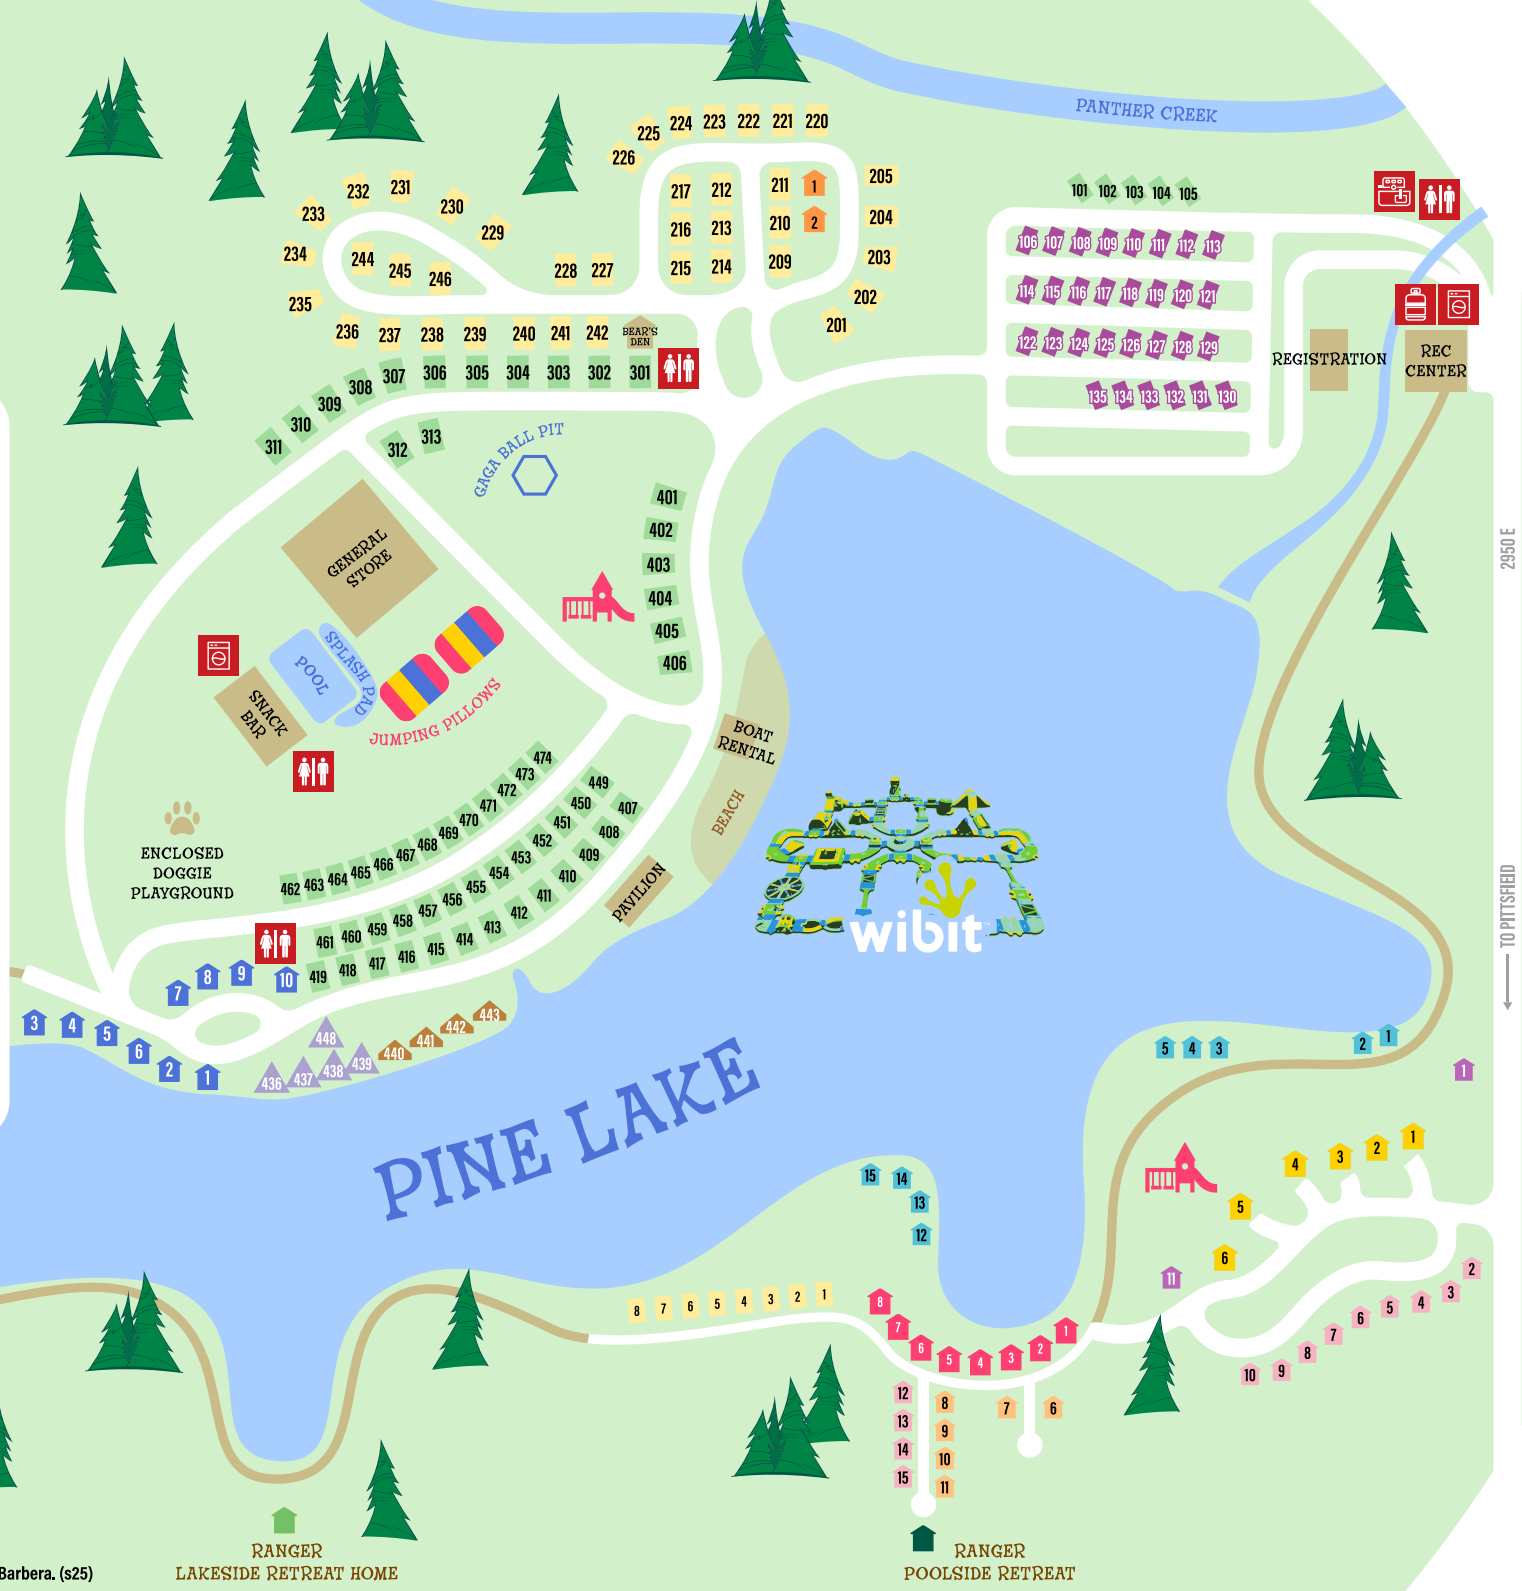 PANTHER CREEK
224 223 222 221 220
225
226
217 212 211 1
216 213 210 2
215 214 209
205
204
203
202
201
232 231
233 230
229
234 244 245 246
235
228 227
236 237 238 239 240 241 242
BEAR'S
DEN
311 310 309 308 307 306 305 304 303 302 301
312 313
101 102 103 104 105
106 107 108 109 110 111 112 113
114 115 116 117 118 119 120 121
122 123 124 125 126 127 128 129
135 134 133 132 131 130
REGISTRATION
REC
CENTER
GAGA BALL PIT
401
402
403
404
405
406
GENERAL
STORE
SPLASH PAD
POOL
SNACK
BAR
JUMPING PILLOWS
2950 E
TO PITTSFIELD
BOAT
RENTAL
BEACH
PAVILION
wibit
ENCLOSED
DOGGIE
PLAYGROUND
462 463 464 465 466 467 468 469 470 471 472 473 474
461 460 459 458 457 456 455 454 453 452 451 450 449
419 418 417 416 415 414 413 412 411 410 409 408 407
7 8 9 10
3 4 5 6 2 1
448
436 437 438 439
440 441 442 443
PINE LAKE
5 4 3
2 1
1
4 3 2 1
5
6
11
15 14
13
12
2
3
4
5
6
7
8
9
10
8 7 6 5 4 3 2 1
8 7 6 5 4 3 2 1
12 8
13 9
14 10
15 11
7 6
RANGER
LAKESIDE RETREAT HOME
RANGER
POOLSIDE RETREAT
Barbera. (s25)